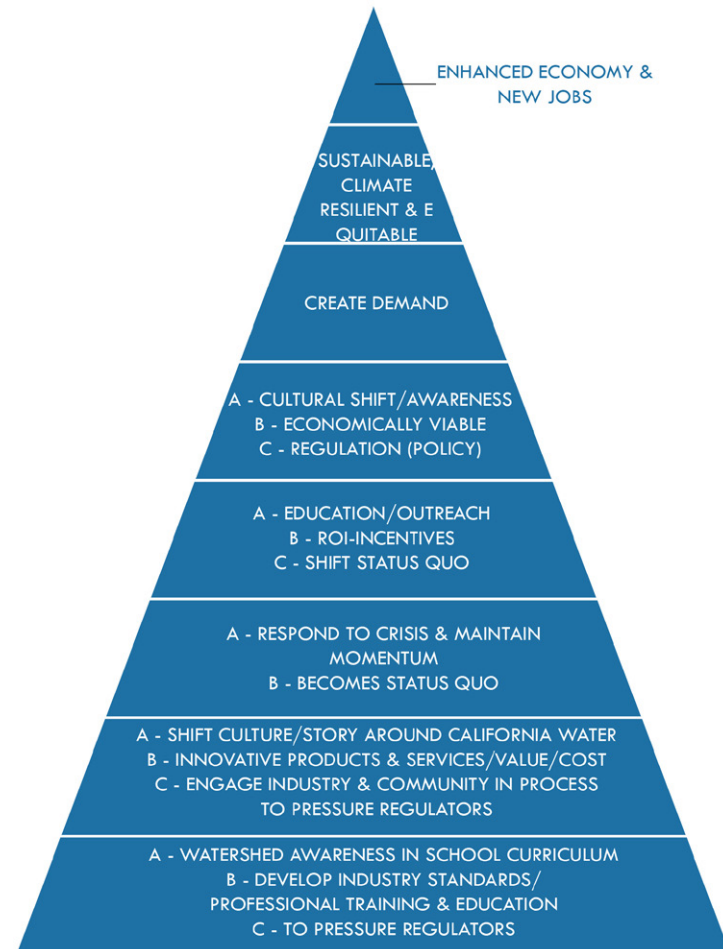 ENHANCED ECONOMY &
NEW JOBS
SUSTAINABLE,
CLIMATE
RESILIENT & E
QUITABLE
CREATE DEMAND
A - CULTURAL SHIFT/AWARENESS
B - ECONOMICALLY VIABLE
C - REGULATION (POLICY)
A - EDUCATION/OUTREACH
B - ROI-INCENTIVES
C - SHIFT STATUS QUO
A - RESPOND TO CRISIS & MAINTAIN
MOMENTUM
B - BECOMES STATUS QUO
A - SHIFT CULTURE/STORY AROUND CALIFORNIA WATER
B - INNOVATIVE PRODUCTS & SERVICES/VALUE/COST
C - ENGAGE INDUSTRY & COMMUNITY IN PROCESS
TO PRESSURE REGULATORS
A - WATERSHED AWARENESS IN SCHOOL CURRICULUM
B - DEVELOP INDUSTRY STANDARDS/
PROFESSIONAL TRAINING & EDUCATION
C - TO PRESSURE REGULATORS